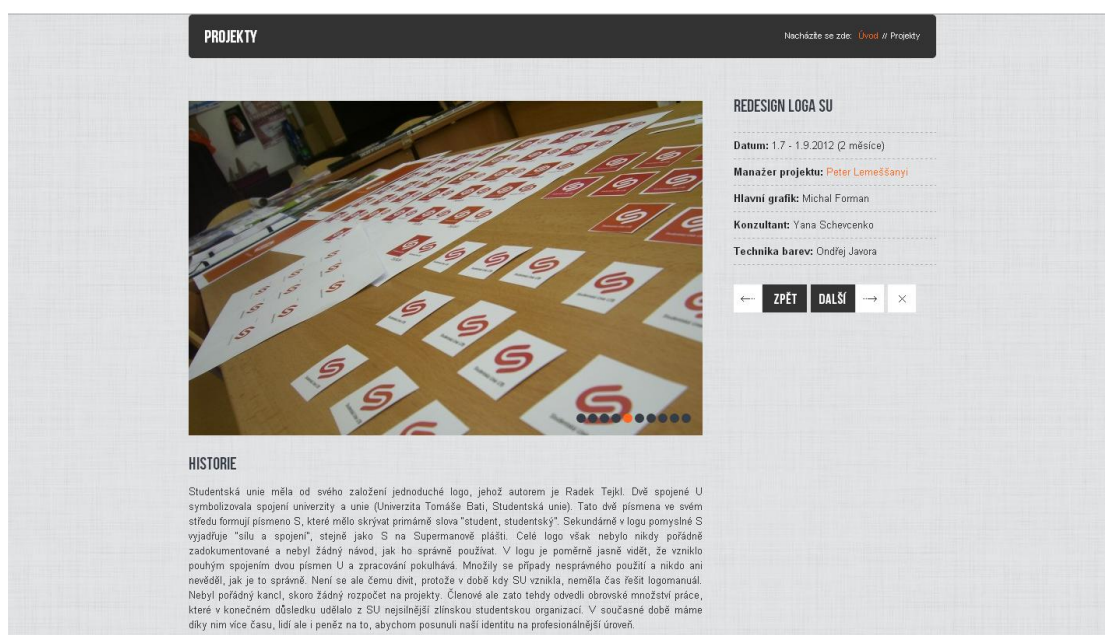 PROJEKTY
Nacházíte se zde: Úvod // Projekty
REDESIGN LOGA SU
Datum: 1.7 - 1.9.2012 (2 měsíce)
Manažer projektu: Peter Lemeššanyi
Hlavní grafik: Michal Forman
Konzultant: Yana Schevcenko
Technika barev: Ondřej Javora
← ZPĚT DALŠÍ → ×
HISTORIE
Studentská unie měla od svého založení jednoduché logo, jehož autorem je Radek Tejkl. Dvě spojené U
symbolizovala spojení univerzity a unie (Univerzita Tomáše Bati, Studentská unie). Tato dvě písmena ve svém
středu formují písmeno S, které mělo skrývat primárně slova "student, studentský". Sekundárně v logu pomyslné S
vyjadřuje "sílu a spojení", stejně jako S na Supermanově plášti. Celé logo však nebylo nikdy pořádně
zadokumentované a nebyl žádný návod, jak ho správně používat. V logu je poměrně jasně vidět, že vzniklo
pouhým spojením dvou písmen U a zpracování pokulhává. Množily se případy nesprávného použití a nikdo ani
nevěděl, jak je to správně. Není se ale čemu divit, protože v době kdy SU vznikla, neměla čas řešit logomanuál.
Nebyl pořádný kancl, skoro žádný rozpočet na projekty. Členové ale zato tehdy odvedli obrovské množství práce,
které v konečném důsledku udělalo z SU nejsilnější zlínskou studentskou organizací. V současné době máme
díky nim více času, lidí ale i peněz na to, abychom posunuli naší identitu na profesionálnější úroveň.